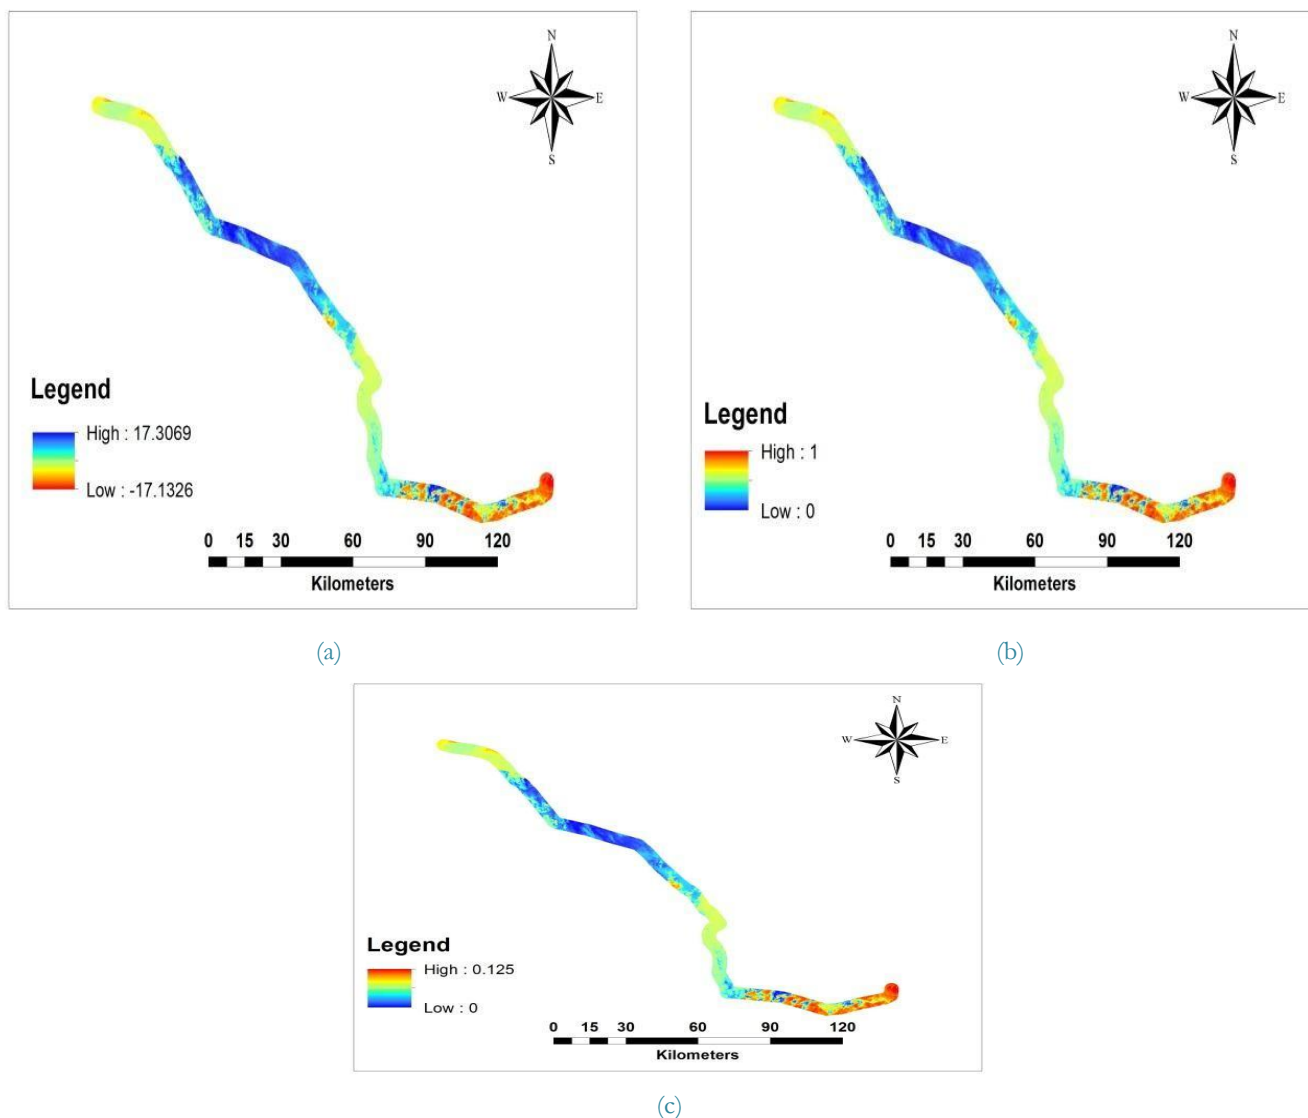 N
W E
S
Legend
High : 17.3069
Low : -17.1326
0 15 30 60 90 120
Kilometers
(a)
N
W E
S
Legend
High : 1
Low : 0
0 15 30 60 90 120
Kilometers
(b)
N
W E
S
Legend
High : 0.125
Low : 0
0 15 30 60 90 120
Kilometers
(c)